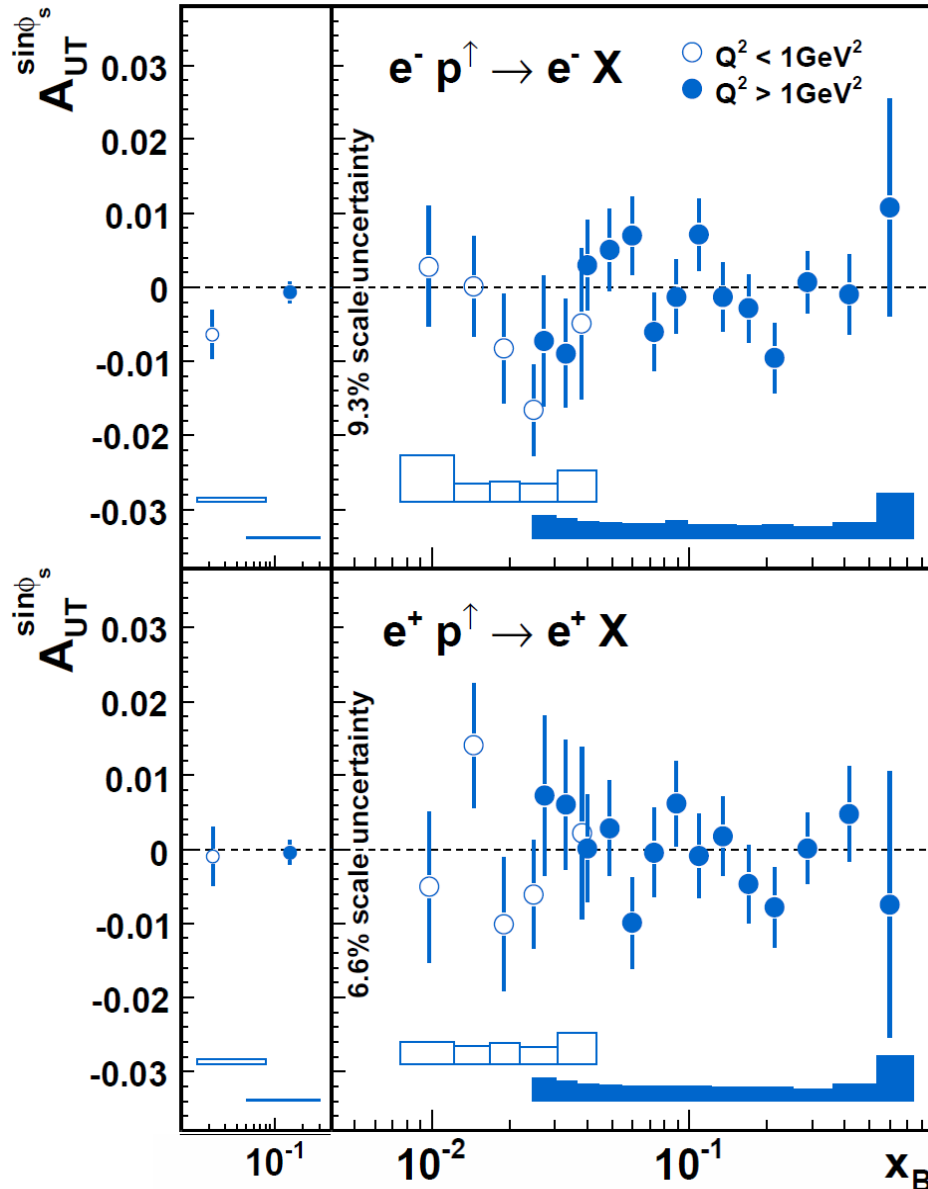 A_UT^sinϕ_s
0.03
0.02
0.01
0
-0.01
-0.02
-0.03
9.3% scale uncertainty
e⁻ p^↑ → e⁻ X
Q² < 1GeV²
Q² > 1GeV²
A_UT^sinϕ_s
0.03
0.02
0.01
0
-0.01
-0.02
-0.03
6.6% scale uncertainty
e⁺ p^↑ → e⁺ X
10⁻¹
10⁻²
10⁻¹
x_B